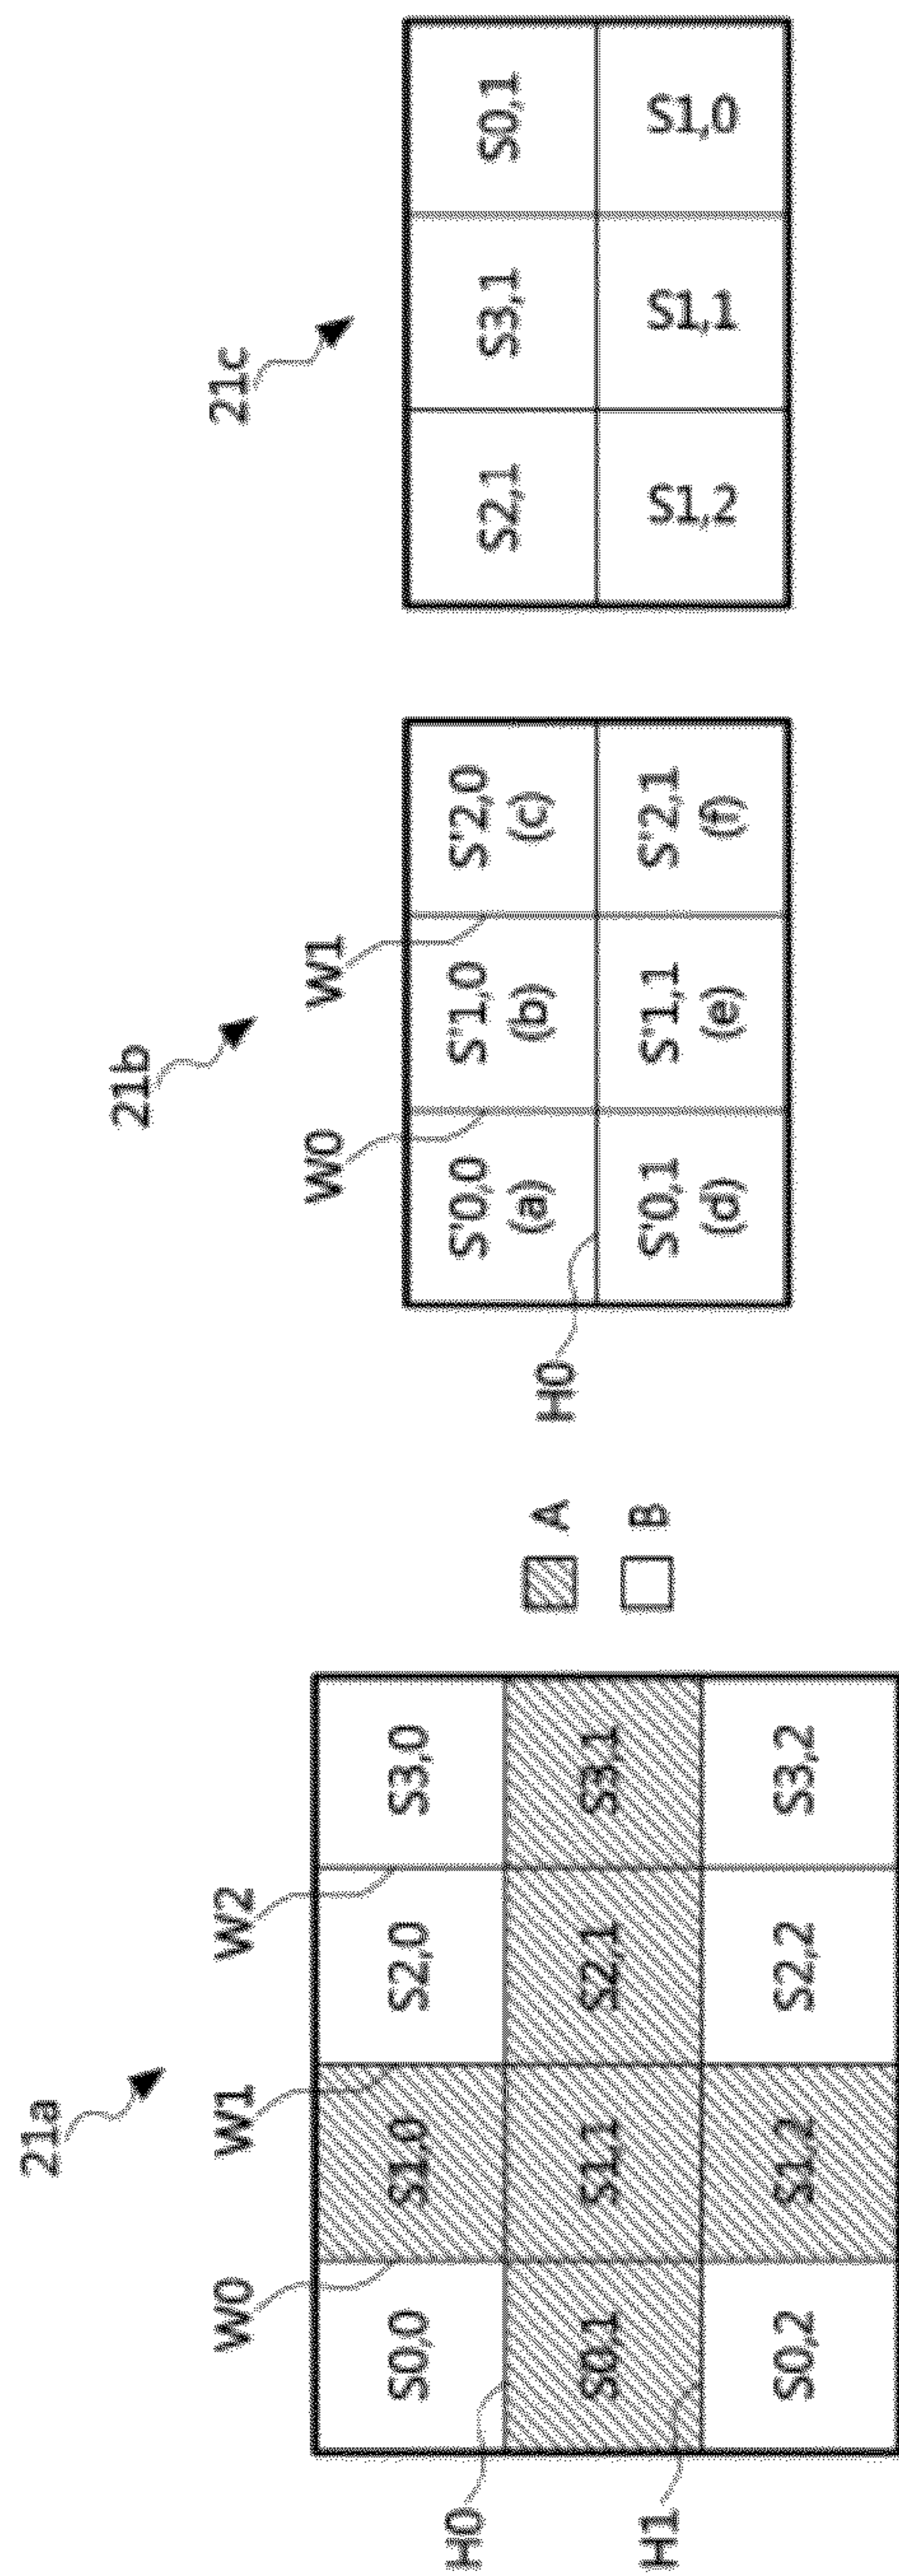 21a
W0
W1
W2
H0
H1
S0,0
S1,0
S2,0
S3,0
S0,1
S1,1
S2,1
S3,1
S0,2
S1,2
S2,2
S3,2
A
B
21b
W0
W1
H0
S'0,0
(a)
S'1,0
(b)
S'2,0
(c)
S'0,1
(d)
S'1,1
(e)
S'2,1
(f)
21c
S2,1
S3,1
S0,1
S1,2
S1,1
S1,0